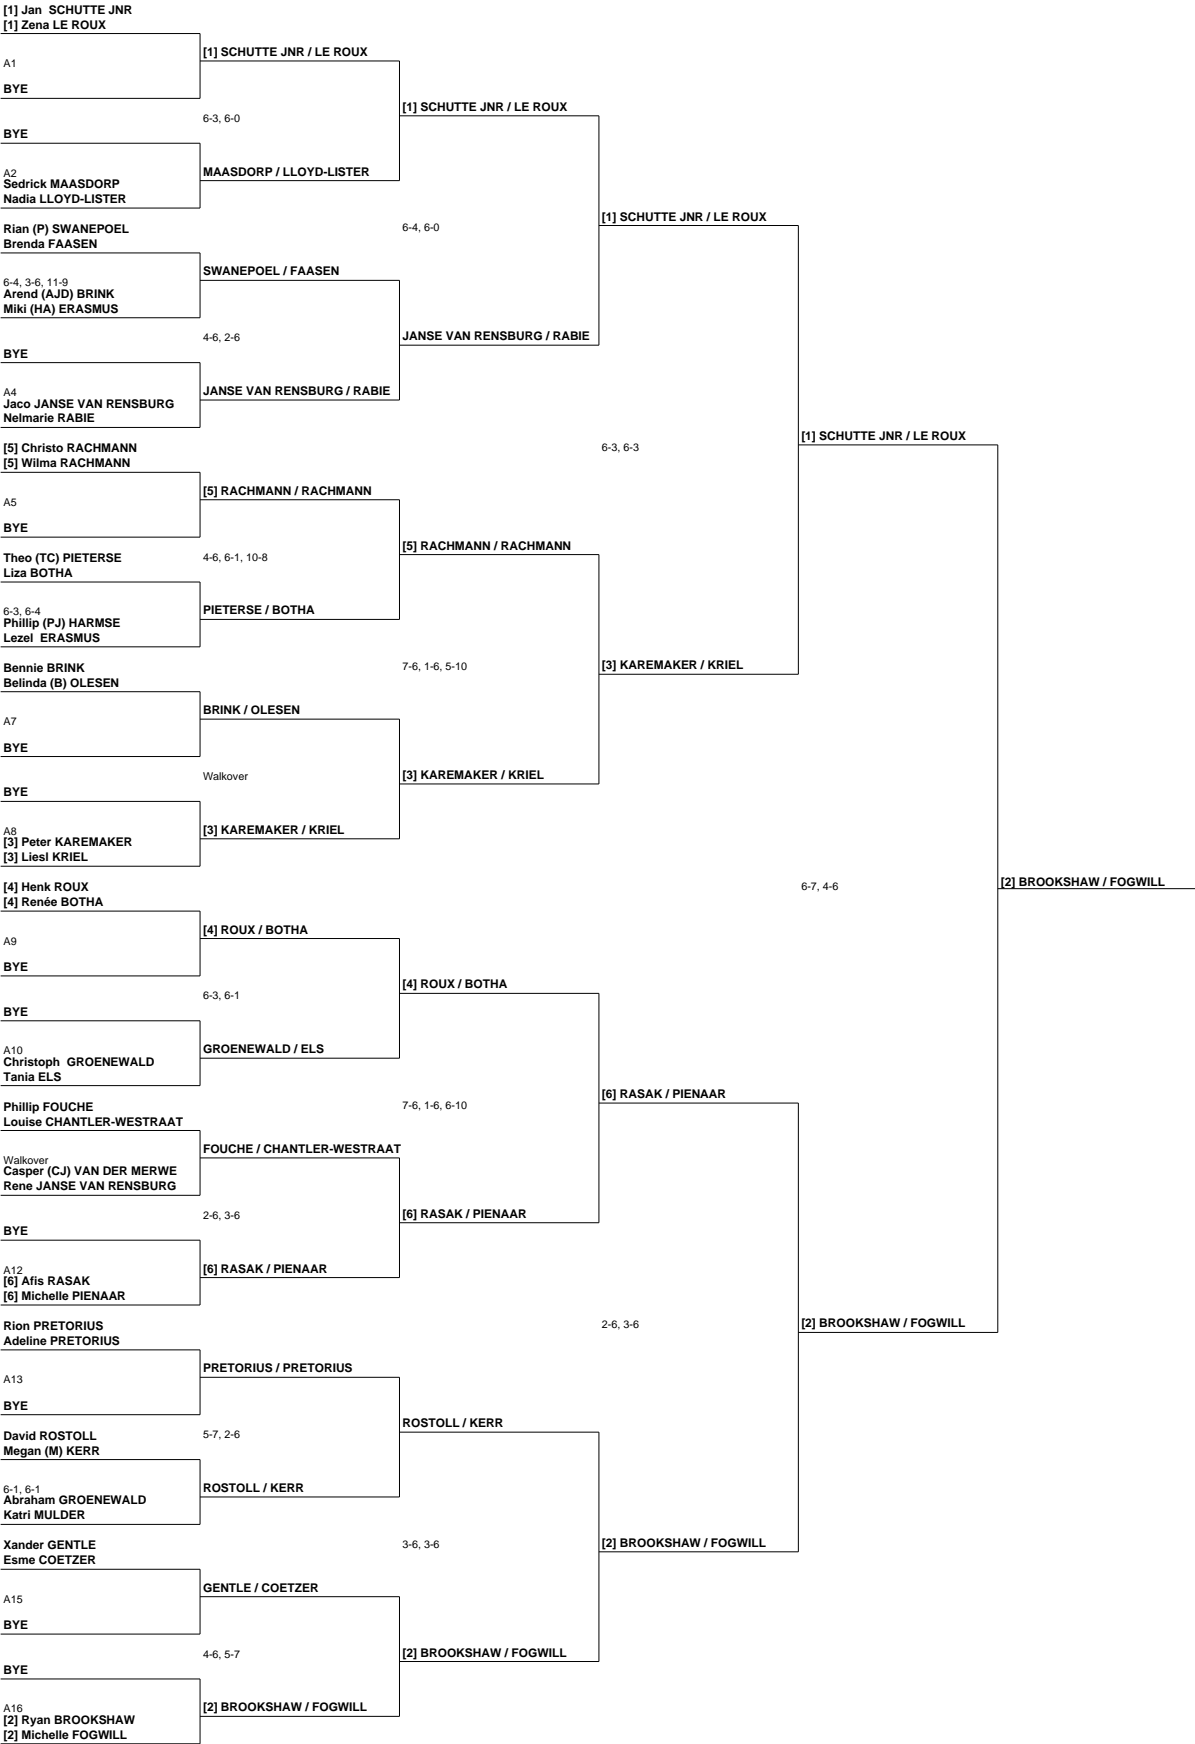 [1] Jan  SCHUTTE JNR
[1] Zena LE ROUX
[1] SCHUTTE JNR / LE ROUX
A1
BYE
[1] SCHUTTE JNR / LE ROUX
6-3, 6-0
BYE
MAASDORP / LLOYD-LISTER
A2
Sedrick MAASDORP
Nadia LLOYD-LISTER
[1] SCHUTTE JNR / LE ROUX
6-4, 6-0
Rian (P) SWANEPOEL
Brenda FAASEN
SWANEPOEL / FAASEN
6-4, 3-6, 11-9
Arend (AJD) BRINK
Miki (HA) ERASMUS
4-6, 2-6
JANSE VAN RENSBURG / RABIE
BYE
JANSE VAN RENSBURG / RABIE
A4
Jaco JANSE VAN RENSBURG
Nelmarie RABIE
[1] SCHUTTE JNR / LE ROUX
6-3, 6-3
[5] Christo RACHMANN
[5] Wilma RACHMANN
[5] RACHMANN / RACHMANN
A5
BYE
[5] RACHMANN / RACHMANN
4-6, 6-1, 10-8
Theo (TC) PIETERSE
Liza BOTHA
PIETERSE / BOTHA
6-3, 6-4
Phillip (PJ) HARMSE
Lezel  ERASMUS
7-6, 1-6, 5-10
[3] KAREMAKER / KRIEL
Bennie BRINK
Belinda (B) OLESEN
BRINK / OLESEN
A7
BYE
Walkover
[3] KAREMAKER / KRIEL
BYE
[3] KAREMAKER / KRIEL
A8
[3] Peter KAREMAKER
[3] Liesl KRIEL
6-7, 4-6
[2] BROOKSHAW / FOGWILL
[4] Henk ROUX
[4] Renée BOTHA
[4] ROUX / BOTHA
A9
BYE
[4] ROUX / BOTHA
6-3, 6-1
BYE
GROENEWALD / ELS
A10
Christoph  GROENEWALD
Tania ELS
[6] RASAK / PIENAAR
7-6, 1-6, 6-10
Phillip FOUCHE
Louise CHANTLER-WESTRAAT
FOUCHE / CHANTLER-WESTRAAT
Walkover
Casper (CJ) VAN DER MERWE
Rene JANSE VAN RENSBURG
2-6, 3-6
[6] RASAK / PIENAAR
BYE
[6] RASAK / PIENAAR
A12
[6] Afis RASAK
[6] Michelle PIENAAR
2-6, 3-6
[2] BROOKSHAW / FOGWILL
Rion PRETORIUS
Adeline PRETORIUS
PRETORIUS / PRETORIUS
A13
BYE
ROSTOLL / KERR
5-7, 2-6
David ROSTOLL
Megan (M) KERR
ROSTOLL / KERR
6-1, 6-1
Abraham GROENEWALD
Katri MULDER
3-6, 3-6
[2] BROOKSHAW / FOGWILL
Xander GENTLE
Esme COETZER
GENTLE / COETZER
A15
BYE
4-6, 5-7
[2] BROOKSHAW / FOGWILL
BYE
[2] BROOKSHAW / FOGWILL
A16
[2] Ryan BROOKSHAW
[2] Michelle FOGWILL